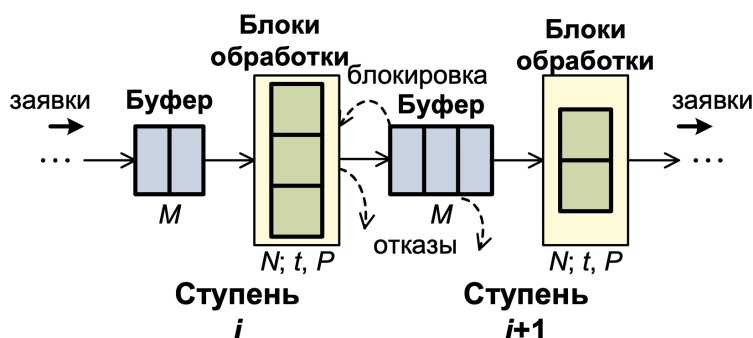 Блоки
обработки
Блоки
обработки
заявки
Буфер
блокировка
Буфер
заявки
...
...
M
M
отказы
N; t, P
N; t, P
Ступень
i
Ступень
i+1